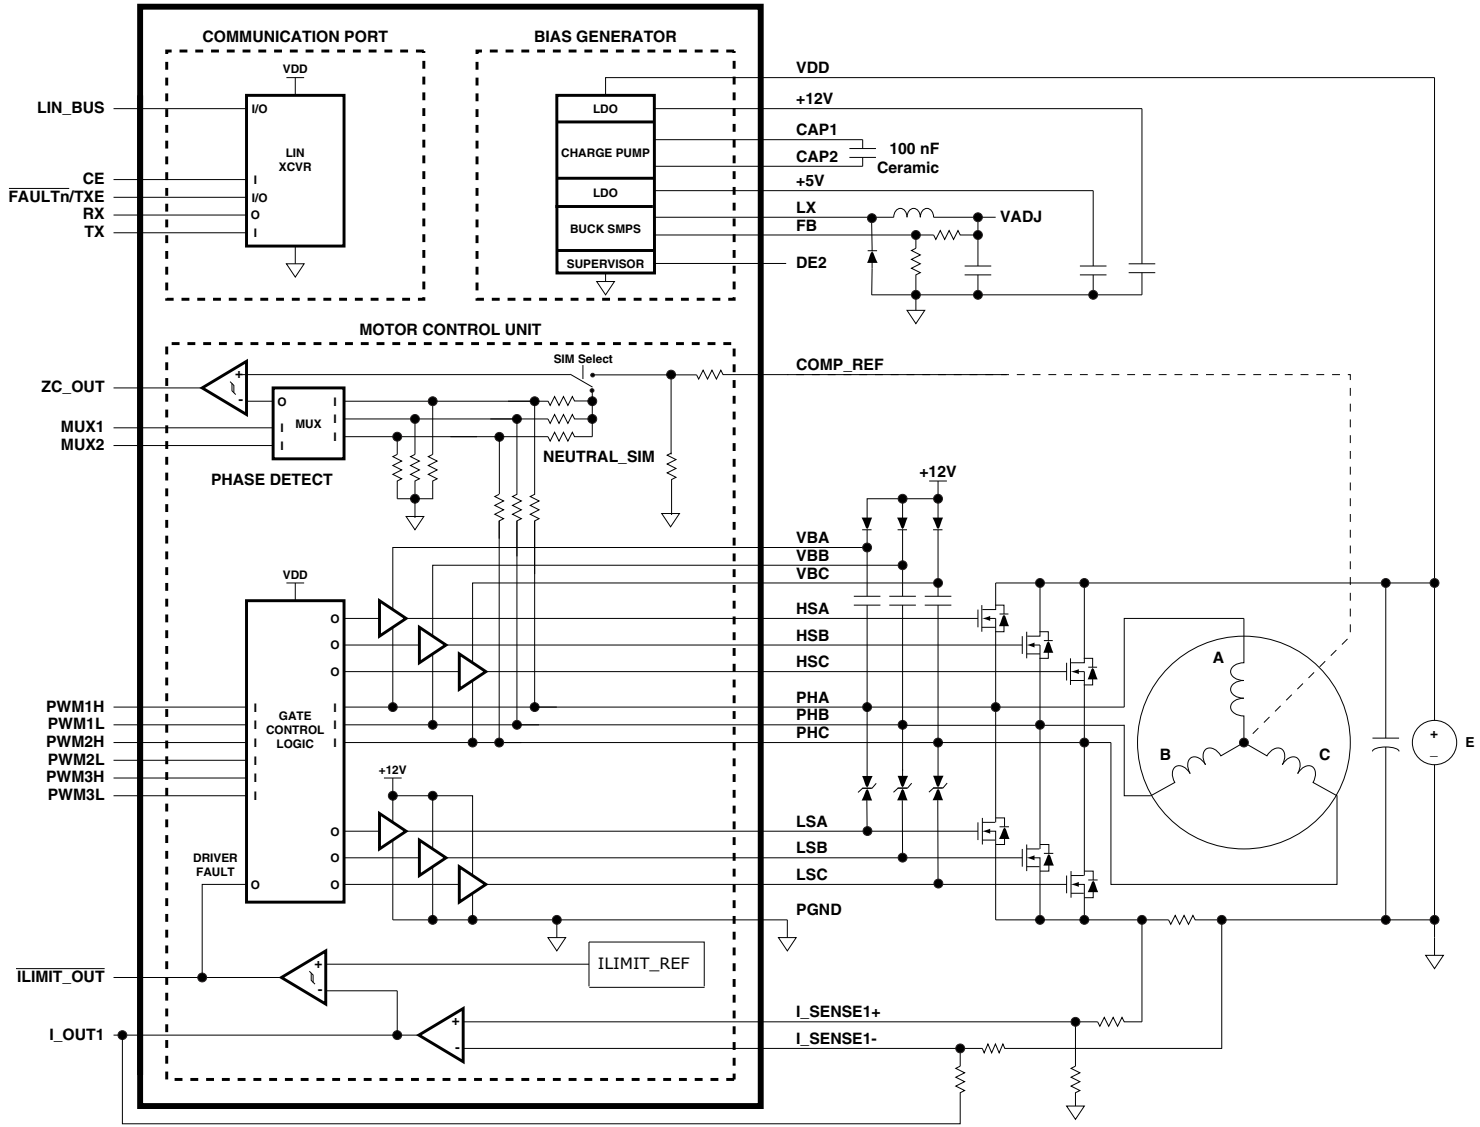 COMMUNICATION PORT
BIAS GENERATOR
VDD
LIN_BUS
I/O
LIN
XCVR
CE
I
FAULTn/TXE
I/O
RX
O
TX
I
LDO
CHARGE PUMP
LDO
BUCK SMPS
SUPERVISOR
VDD
+12V
CAP1
CAP2
100 nF
Ceramic
+5V
LX
FB
VADJ
DE2
MOTOR CONTROL UNIT
SIM Select
COMP_REF
ZC_OUT
+
-
O
I
MUX1
I
MUX
I
MUX2
I
I
NEUTRAL_SIM
PHASE DETECT
+12V
VBA
VBB
VBC
VDD
HSA
O
HSB
O
HSC
O
A
B
C
PWM1H
PWM1L
PWM2H
PWM2L
PWM3H
PWM3L
I
I
I
I
I
I
GATE
CONTROL
LOGIC
I
I
I
PHA
PHB
PHC
+
–
E
+12V
LSA
O
LSB
O
LSC
O
DRIVER
FAULT
O
PGND
ILIMIT_OUT
+
-
ILIMIT_REF
I_OUT1
+
-
I_SENSE1+
I_SENSE1-